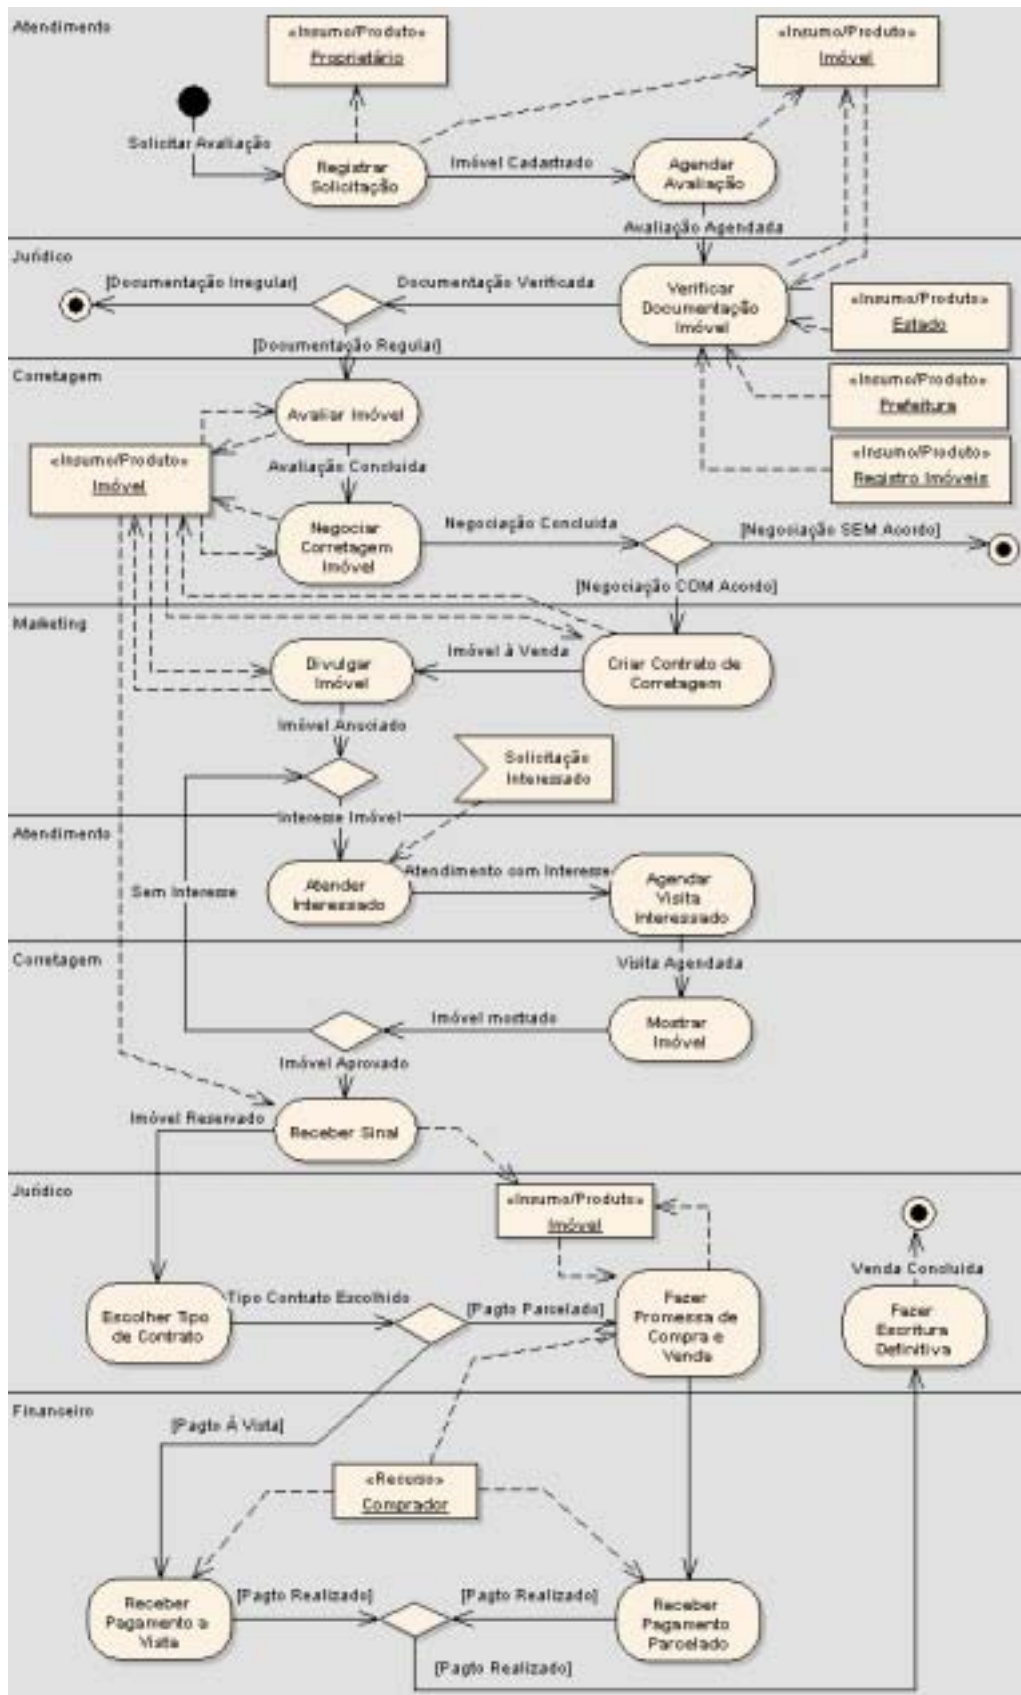 Atendimento
«Insumo/Produto»
Proprietário
«Insumo/Produto»
Imóvel
Solicitar Avaliação
Registrar
Solicitação
Imóvel Cadastrado
Agendar
Avaliação
Avaliação Agendada
Jurídico
[Documentação Irregular]
Documentação Verificada
Verificar
Documentação
Imóvel
«Insumo/Produto»
Estado
[Documentação Regular]
Corretagem
«Insumo/Produto»
Prefeitura
Avaliar Imóvel
«Insumo/Produto»
Imóvel
Avaliação Concluida
«Insumo/Produto»
Registro Imóveis
Negociar
Corretagem
Imóvel
Negociação Concluida
[Negociação SEM Acordo]
[Negociação COM Acordo]
Marketing
Divulgar
Imóvel
Imóvel à Venda
Criar Contrato de
Corretagem
Imóvel Anuciado
Solicitação
Interessado
Interesse Imóvel
Atendimento
Sem Interesse
Atender
Interessado
Atendimento com Interesse
Agendar
Visita
Interessado
Corretagem
Visita Agendada
Imóvel mostrado
Mostrar
Imóvel
Imóvel Aprovado
Imóvel Reservado
Receber Sinal
Jurídico
«Insumo/Produto»
Imóvel
Venda Concluida
Escolher Tipo
de Contrato
Tipo Contrato Escolhido
[Pagto Parcelado]
Fazer
Promessa de
Compra e
Venda
Fazer
Escritura
Definitiva
Financeiro
[Pagto À Vista]
«Recurso»
Comprador
Receber
Pagamento a
Vista
[Pagto Realizado]
[Pagto Realizado]
Receber
Pagamento
Parcelado
[Pagto Realizado]